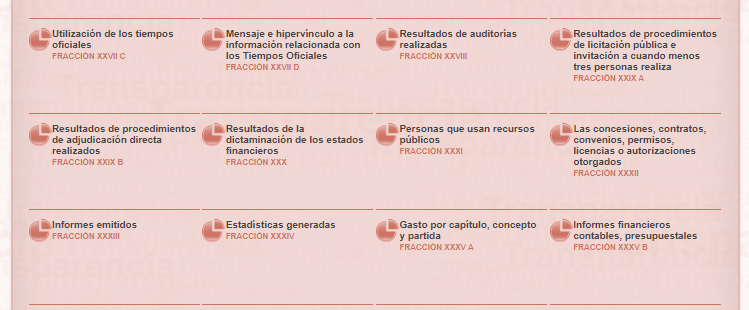 Utilización de los tiempos
oficiales
FRACCIÓN XXVII C
Mensaje e hipervínculo a la
información relacionada con
los Tiempos Oficiales
FRACCIÓN XXVII D
Resultados de auditorías
realizadas
FRACCIÓN XXVIII
Resultados de procedimientos
de licitación pública e
invitación a cuando menos
tres personas realiza
FRACCIÓN XXIX A
Resultados de procedimientos
de adjudicación directa
realizados
FRACCIÓN XXIX B
Resultados de la
dictaminación de los estados
financieros
FRACCIÓN XXX
Personas que usan recursos
públicos
FRACCIÓN XXXI
Las concesiones, contratos,
convenios, permisos,
licencias o autorizaciones
otorgados
FRACCIÓN XXXII
Informes emitidos
FRACCIÓN XXXIII
Estadísticas generadas
FRACCIÓN XXXIV
Gasto por capítulo, concepto
y partida
FRACCIÓN XXXV A
Informes financieros
contables, presupuestales
FRACCIÓN XXXV B